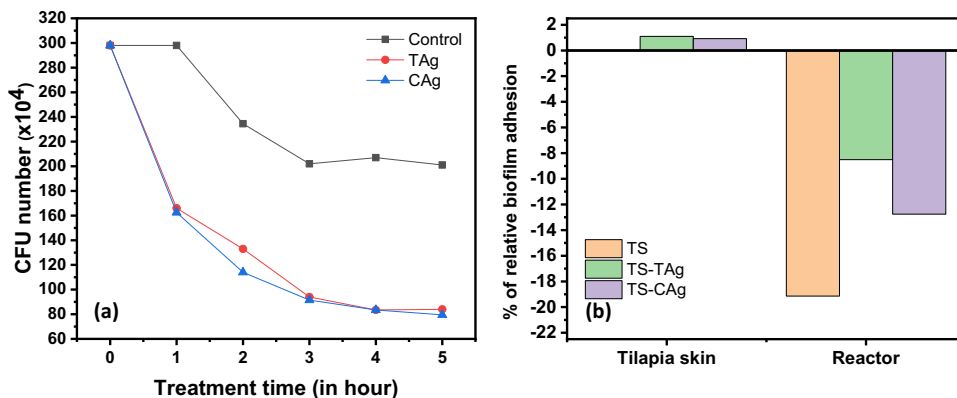 320
300
280
260
240
220
200
180
160
140
120
100
80
60
0
1
2
3
4
5
CFU number (x10⁴)
Treatment time (in hour)
Control
TAg
CAg
(a)
2
0
-2
-4
-6
-8
-10
-12
-14
-16
-18
-20
-22
% of relative biofilm adhesion
TS
TS-TAg
TS-CAg
(b)
Tilapia skin
Reactor